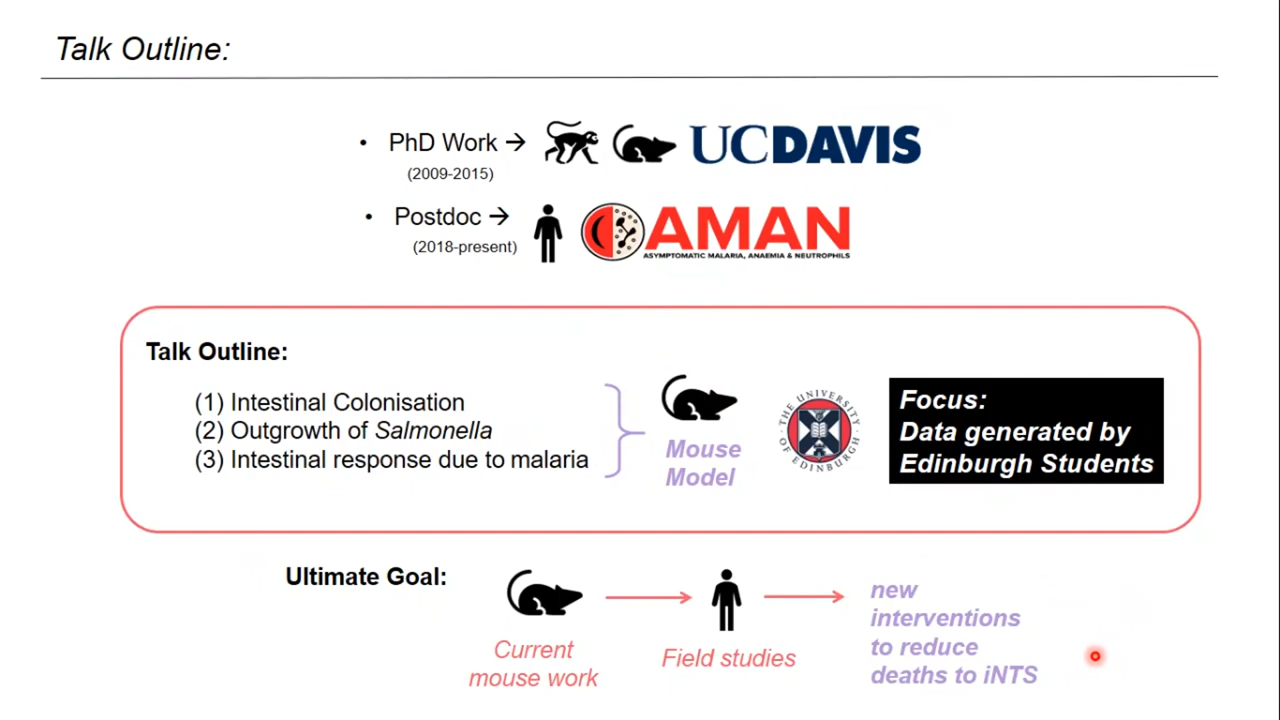 Talk Outline:
• PhD Work → UCDAVIS
(2009-2015)
• Postdoc → AMAN
(2018-present)
ASYMPTOMATIC MALARIA, ANAEMIA & NEUTROPHILS
Talk Outline:
(1) Intestinal Colonisation
(2) Outgrowth of Salmonella
(3) Intestinal response due to malaria
Mouse
Model
THE UNIVERSITY
OF EDINBURGH
Focus:
Data generated by
Edinburgh Students
Ultimate Goal:
Current
mouse work
Field studies
new
interventions
to reduce
deaths to iNTS